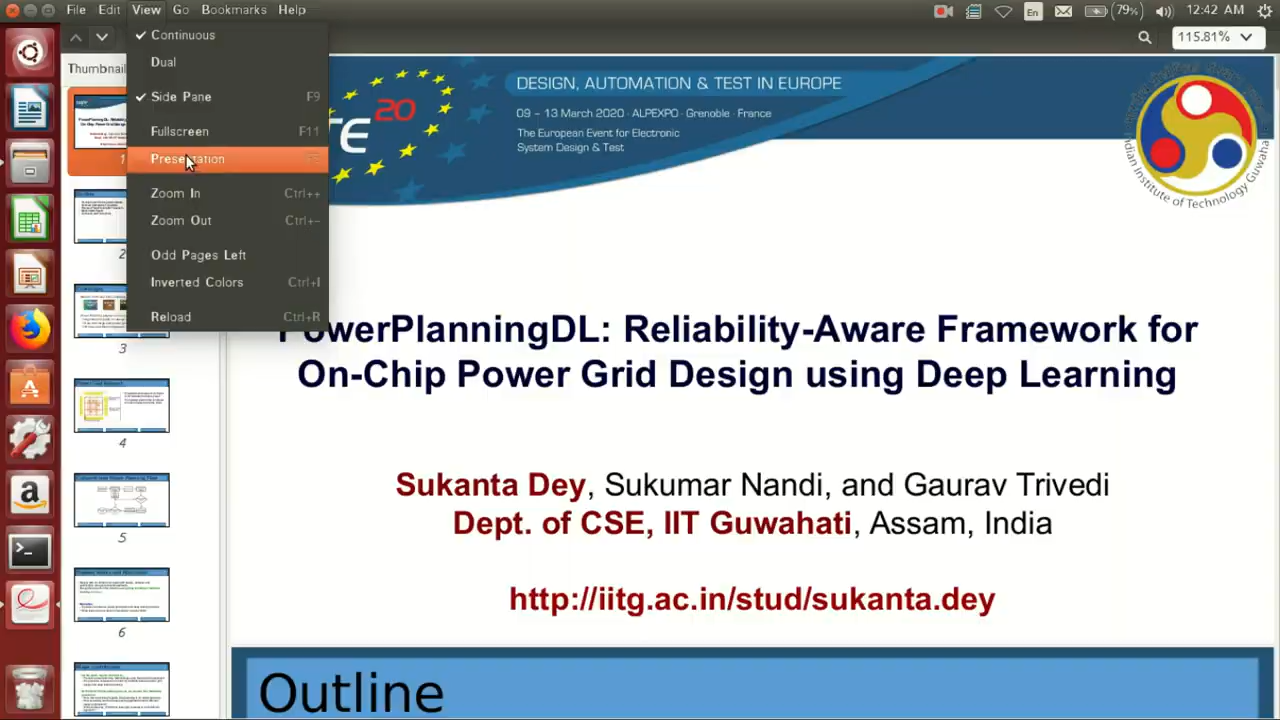 File Edit View Go Bookmarks Help
En
(79%)
12:42 AM
Continuous
Dual
Side Pane F9
Fullscreen F11
Presentation
Zoom In Ctrl++
Zoom Out Ctrl+-
Odd Pages Left
Inverted Colors Ctrl+I
Reload Ctrl+R
115.81%
Thumbnail
1
2
3
4
5
6
20
DESIGN, AUTOMATION & TEST IN EUROPE
09 - 13 March 2020 · ALPEXPO · Grenoble · France
The European Event for Electronic
System Design & Test
Indian Institute of Technology Guwahati
PowerPlanningDL: Reliability-Aware Framework for
On-Chip Power Grid Design using Deep Learning
Sukanta Dey, Sukumar Nandi, and Gaurav Trivedi
Dept. of CSE, IIT Guwahati, Assam, India
http://iitg.ac.in/stud/sukanta.dey
Outline